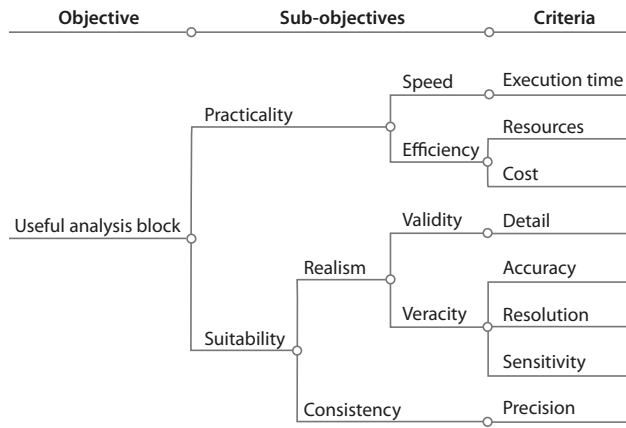 Objective Sub-objectives Criteria
Speed Execution time
Practicality Resources
Efficiency
Cost
Useful analysis block Validity Detail
Realism Accuracy
Veracity Resolution
Suitability
Sensitivity
Consistency Precision